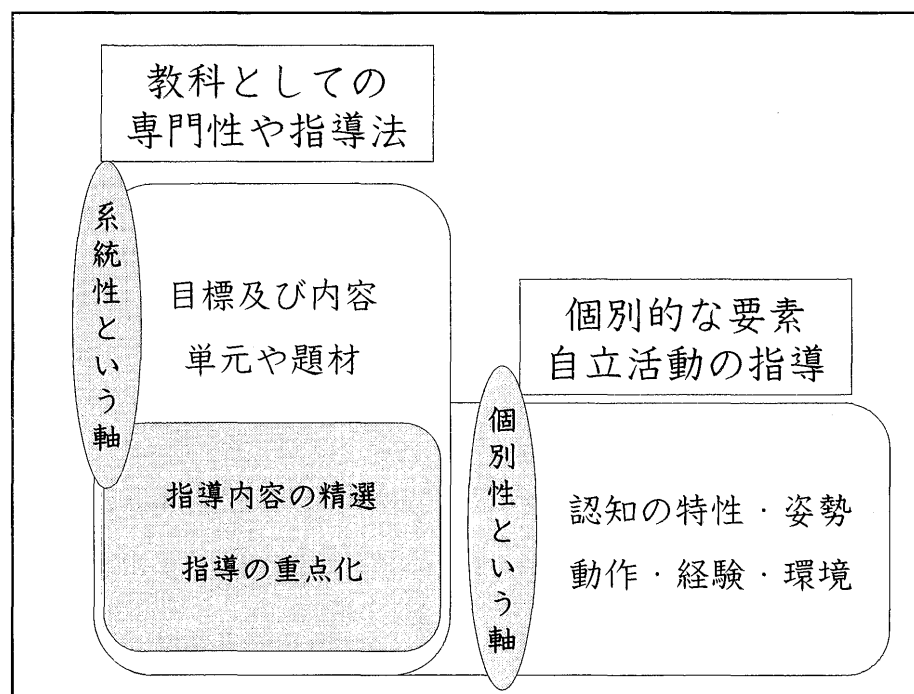 教科としての
専門性や指導法
系統性という軸
目標及び内容
単元や題材
指導内容の精選
指導の重点化
個別的な要素
自立活動の指導
個別性という軸
認知の特性・姿勢
動作・経験・環境